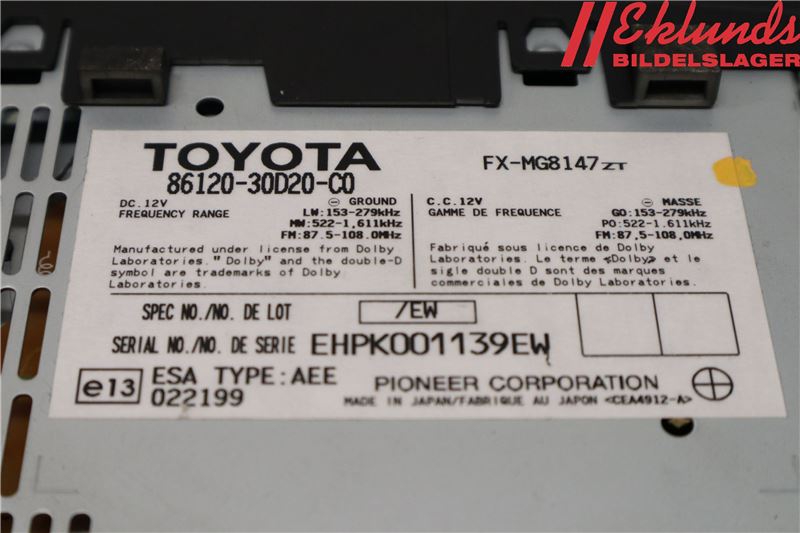 Eklunds
BILDELSLAGER
TOYOTA
86120-30D20-C0
FX-MG8147ZT
DC.12V ⊖ GROUND
FREQUENCY RANGE LW:153-279kHz
MW:522-1,611kHz
FM:87.5-108.0MHz
C.C.12V ⊖ MASSE
GAMME DE FREQUENCE GO:153-279kHz
PO:522-1.611kHz
FM:87,5-108,0MHz
Manufactured under license from Dolby
Laboratories. "Dolby" and the double-D
symbol are trademarks of Dolby
Laboratories.
Fabriqué sous licence de Dolby
Laboratories. Le terme «Dolby» et le
sigle double D sont des marques
commerciales de Dolby Laboratories.
SPEC NO./NO. DE LOT /EW
SERIAL NO./NO. DE SERIE EHPK001139EW
e13 ESA TYPE:AEE
022199
PIONEER CORPORATION
MADE IN JAPAN/FABRIQUE AU JAPON <CEA4912-A>